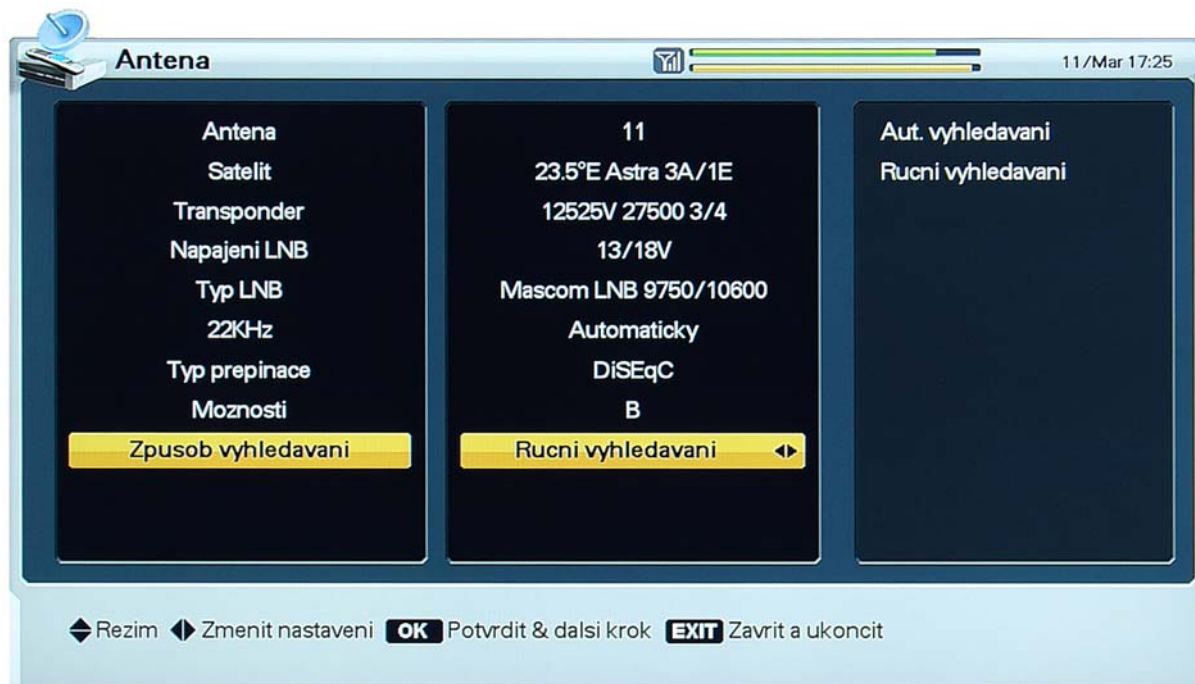 Antena
11/Mar 17:25
Antena 11
Satelit 23.5°E Astra 3A/1E
Transponder 12525V 27500 3/4
Napajeni LNB 13/18V
Typ LNB Mascom LNB 9750/10600
22KHz Automaticky
Typ prepinace DiSEqC
Moznosti B
Zpusob vyhledavani Rucni vyhledavani
Aut. vyhledavani
Rucni vyhledavani
Rezim Zmenit nastaveni OK Potvrdit & dalsi krok EXIT Zavrit a ukoncit